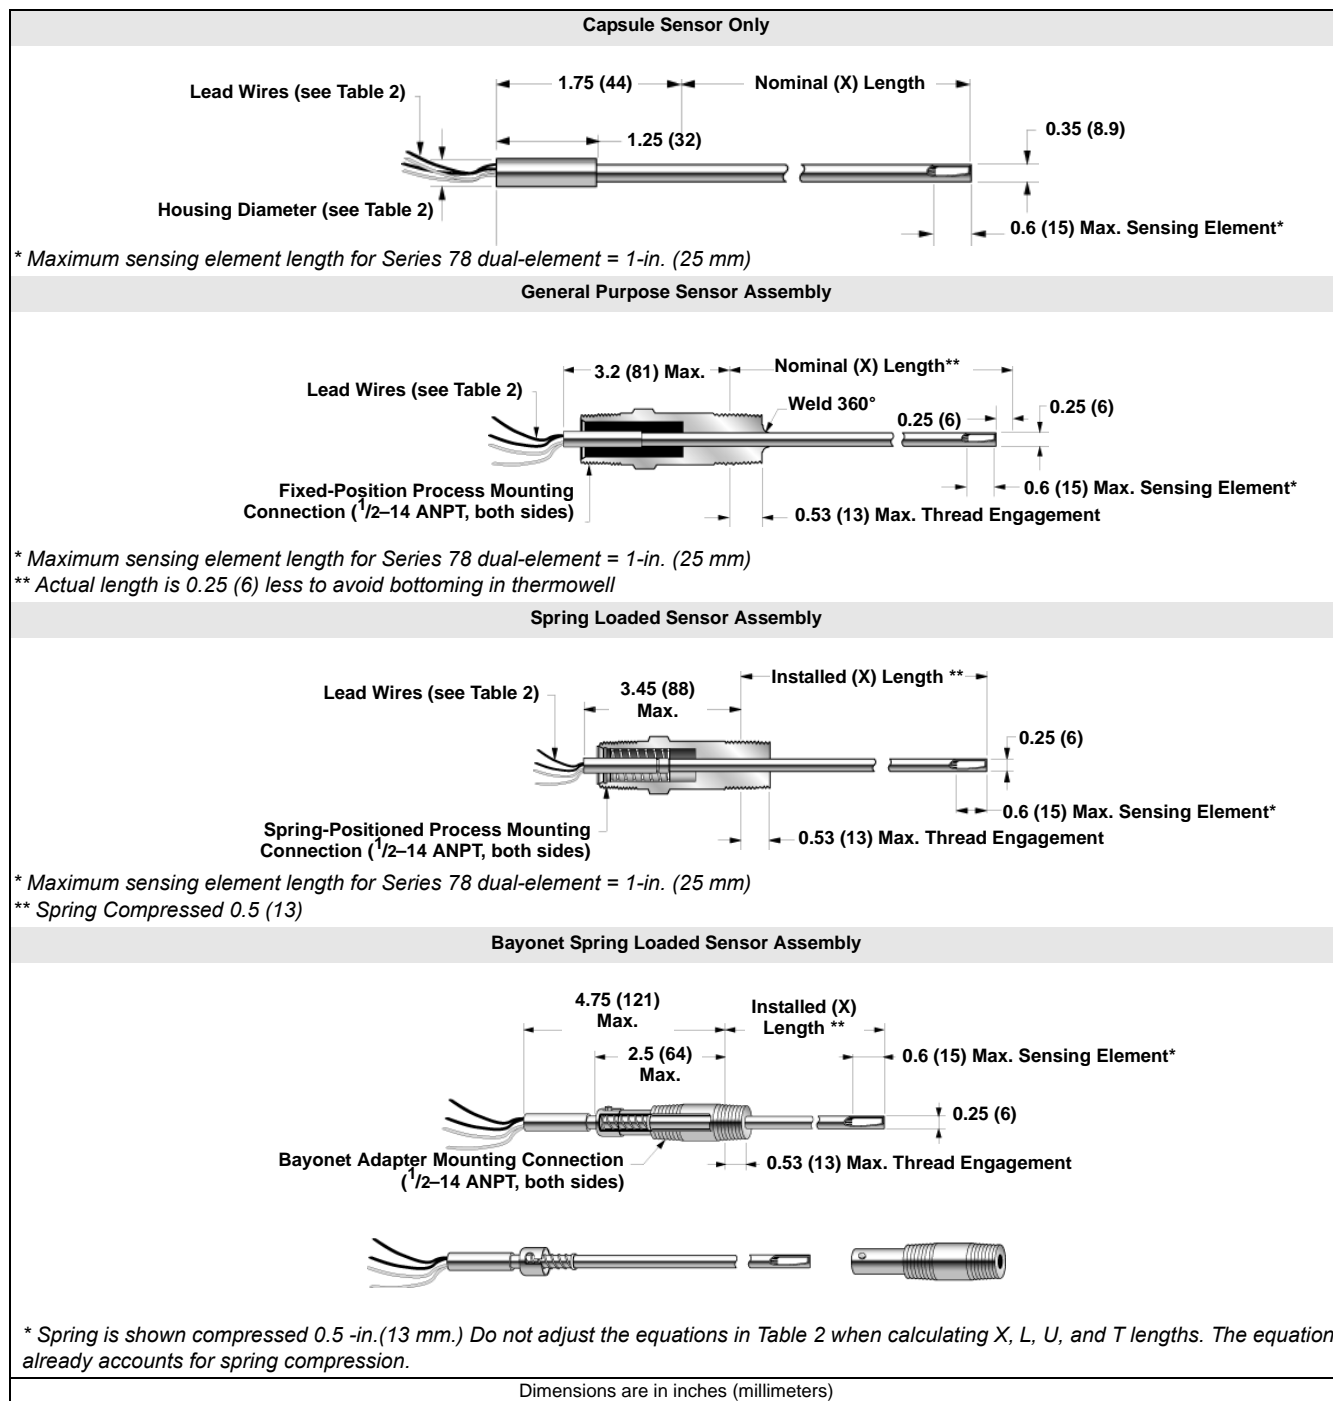 Capsule Sensor Only
1.75 (44)
Nominal (X) Length
Lead Wires (see Table 2)
0.35 (8.9)
1.25 (32)
Housing Diameter (see Table 2)
0.6 (15) Max. Sensing Element*
* Maximum sensing element length for Series 78 dual-element = 1-in. (25 mm)
General Purpose Sensor Assembly
3.2 (81) Max.
Nominal (X) Length**
Lead Wires (see Table 2)
Weld 360°
0.25 (6)
0.25 (6)
Fixed-Position Process Mounting
Connection (1/2–14 ANPT, both sides)
0.6 (15) Max. Sensing Element*
0.53 (13) Max. Thread Engagement
* Maximum sensing element length for Series 78 dual-element = 1-in. (25 mm)
** Actual length is 0.25 (6) less to avoid bottoming in thermowell
Spring Loaded Sensor Assembly
Installed (X) Length **
Lead Wires (see Table 2)
3.45 (88)
Max.
0.25 (6)
0.6 (15) Max. Sensing Element*
Spring-Positioned Process Mounting
Connection (1/2–14 ANPT, both sides)
0.53 (13) Max. Thread Engagement
* Maximum sensing element length for Series 78 dual-element = 1-in. (25 mm)
** Spring Compressed 0.5 (13)
Bayonet Spring Loaded Sensor Assembly
4.75 (121)
Max.
Installed (X)
Length **
2.5 (64)
Max.
0.6 (15) Max. Sensing Element*
0.25 (6)
Bayonet Adapter Mounting Connection
(1/2–14 ANPT, both sides)
0.53 (13) Max. Thread Engagement
* Spring is shown compressed 0.5 -in.(13 mm.) Do not adjust the equations in Table 2 when calculating X, L, U, and T lengths. The equation
already accounts for spring compression.
Dimensions are in inches (millimeters)